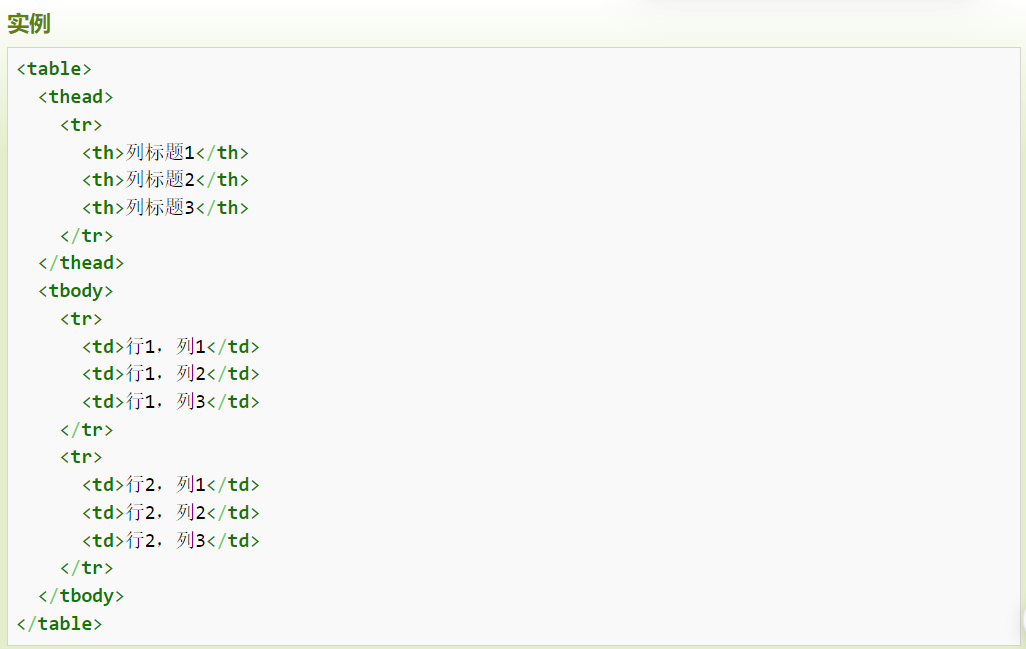 实例
<table>
  <thead>
    <tr>
      <th>列标题1</th>
      <th>列标题2</th>
      <th>列标题3</th>
    </tr>
  </thead>
  <tbody>
    <tr>
      <td>行1，列1</td>
      <td>行1，列2</td>
      <td>行1，列3</td>
    </tr>
    <tr>
      <td>行2，列1</td>
      <td>行2，列2</td>
      <td>行2，列3</td>
    </tr>
  </tbody>
</table>